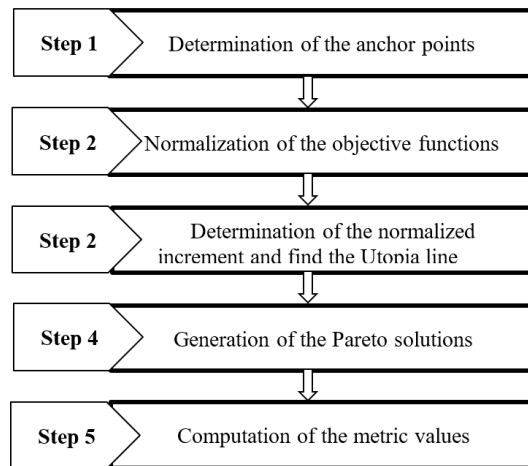 Step 1
Determination of the anchor points
Step 2
Normalization of the objective functions
Step 2
Determination of the normalized
increment and find the Utopia line
Step 4
Generation of the Pareto solutions
Step 5
Computation of the metric values